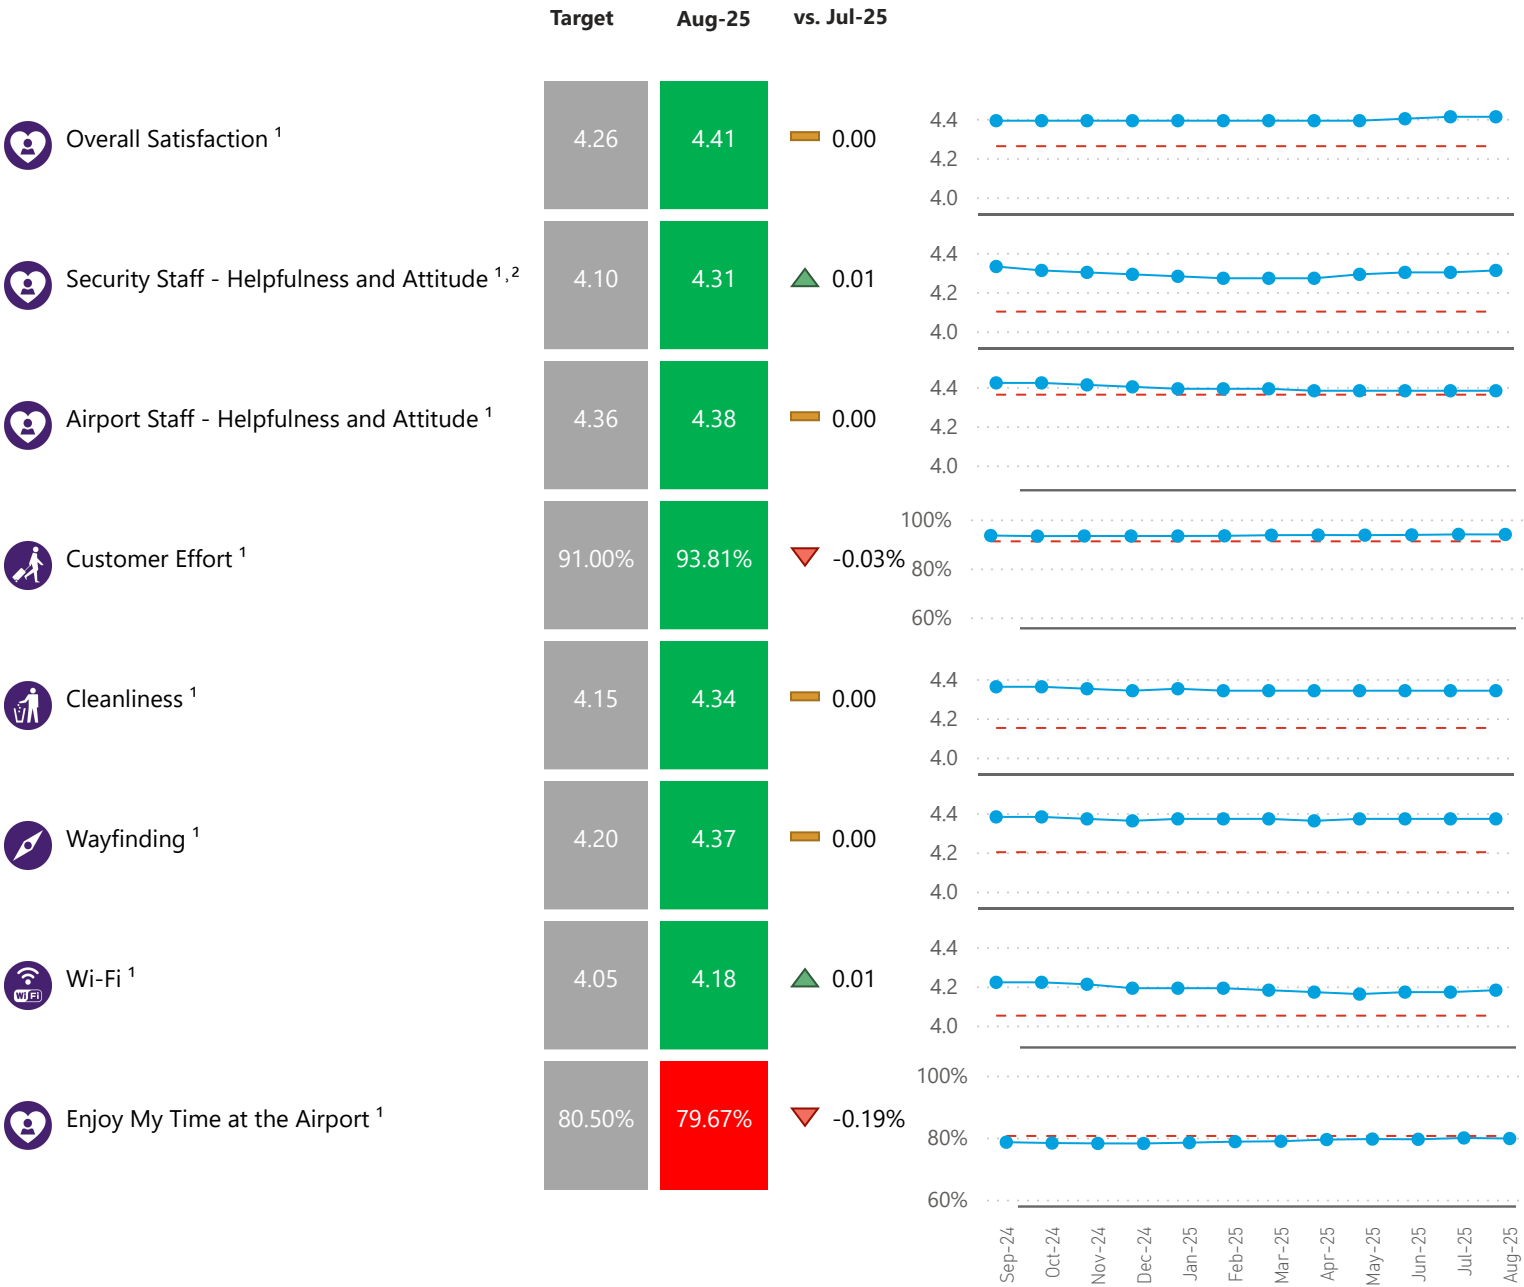 Target Aug-25 vs. Jul-25
Overall Satisfaction ¹ 4.26 4.41 0.00
4.4
4.2
4.0
Security Staff - Helpfulness and Attitude ¹,² 4.10 4.31 0.01
4.4
4.2
4.0
Airport Staff - Helpfulness and Attitude ¹ 4.36 4.38 0.00
4.4
4.2
4.0
Customer Effort ¹ 91.00% 93.81% -0.03%
100%
80%
60%
Cleanliness ¹ 4.15 4.34 0.00
4.4
4.2
4.0
Wayfinding ¹ 4.20 4.37 0.00
4.4
4.2
4.0
WiFi
Wi-Fi ¹ 4.05 4.18 0.01
4.4
4.2
4.0
Enjoy My Time at the Airport ¹ 80.50% 79.67% -0.19%
100%
80%
60%
Sep-24
Oct-24
Nov-24
Dec-24
Jan-25
Feb-25
Mar-25
Apr-25
May-25
Jun-25
Jul-25
Aug-25